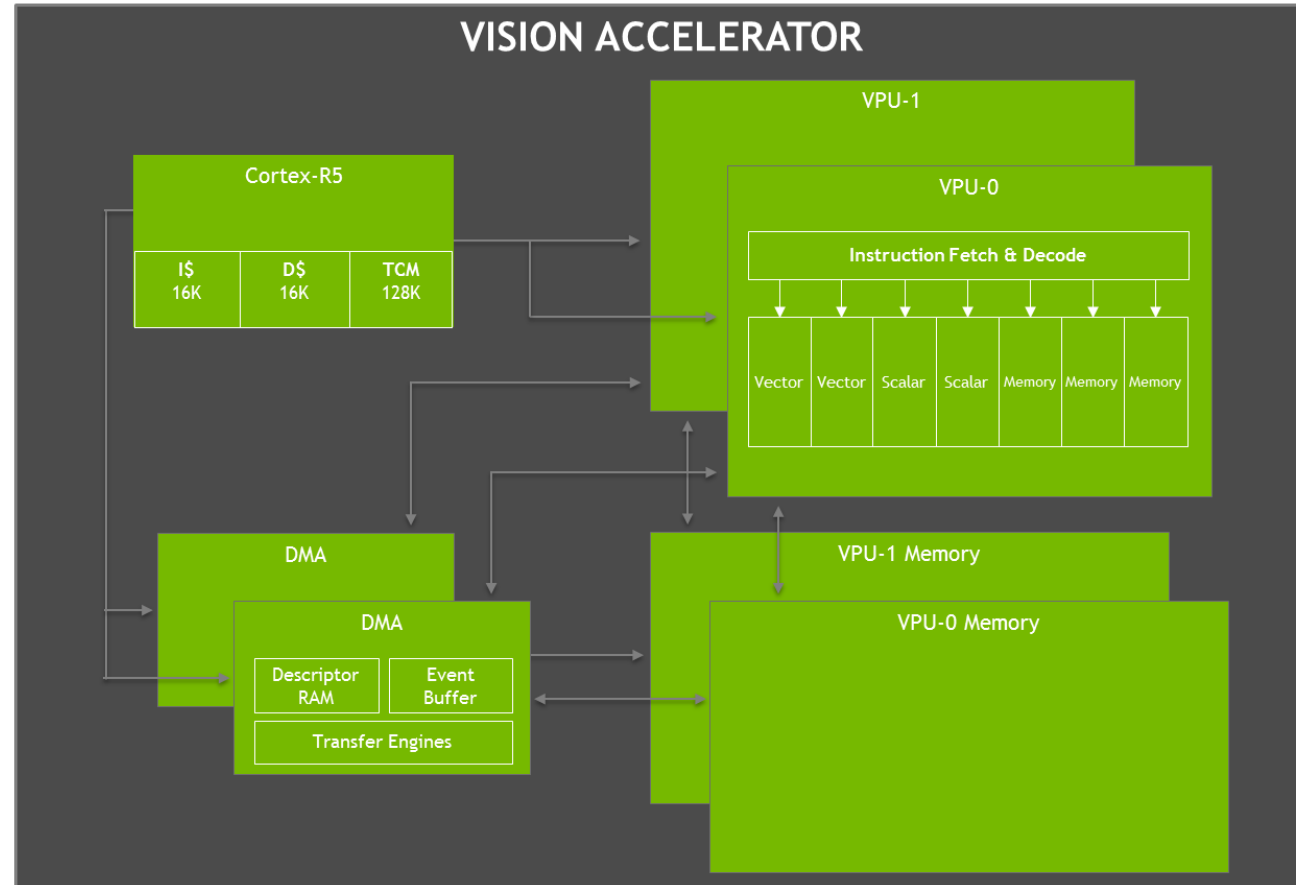 VISION ACCELERATOR
VPU-1
Cortex-R5
I$
16K
D$
16K
TCM
128K
VPU-0
Instruction Fetch & Decode
Vector
Vector
Scalar
Scalar
Memory
Memory
Memory
DMA
DMA
Descriptor
RAM
Event
Buffer
Transfer Engines
VPU-1 Memory
VPU-0 Memory